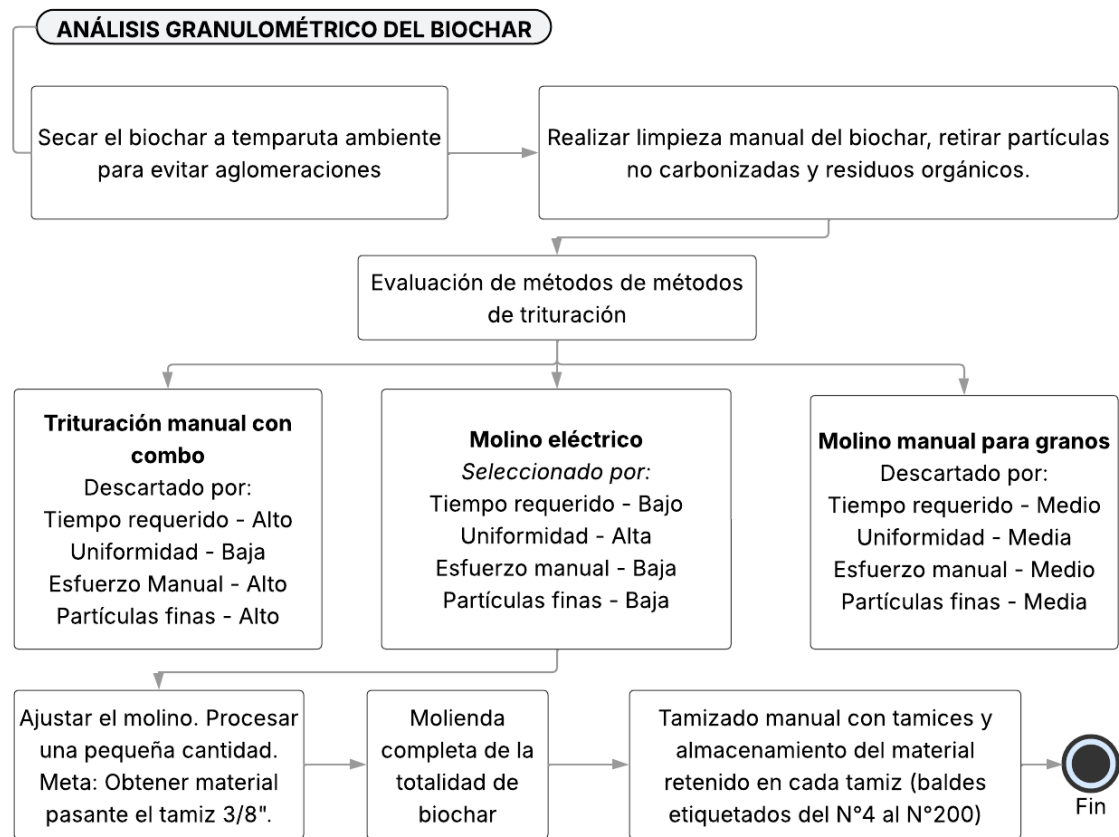 ANÁLISIS GRANULOMÉTRICO DEL BIOCHAR
Secar el biochar a temparuta ambiente
para evitar aglomeraciones
Realizar limpieza manual del biochar, retirar partículas
no carbonizadas y residuos orgánicos.
Evaluación de métodos de métodos
de trituración
Trituración manual con
combo
Descartado por:
Tiempo requerido - Alto
Uniformidad - Baja
Esfuerzo Manual - Alto
Partículas finas - Alto
Molino eléctrico
Seleccionado por:
Tiempo requerido - Bajo
Uniformidad - Alta
Esfuerzo manual - Baja
Partículas finas - Baja
Molino manual para granos
Descartado por:
Tiempo requerido - Medio
Uniformidad - Media
Esfuerzo manual - Medio
Partículas finas - Media
Ajustar el molino. Procesar
una pequeña cantidad.
Meta: Obtener material
pasante el tamiz 3/8".
Molienda
completa de la
totalidad de
biochar
Tamizado manual con tamices y
almacenamiento del material
retenido en cada tamiz (baldes
etiquetados del N°4 al N°200)
Fin